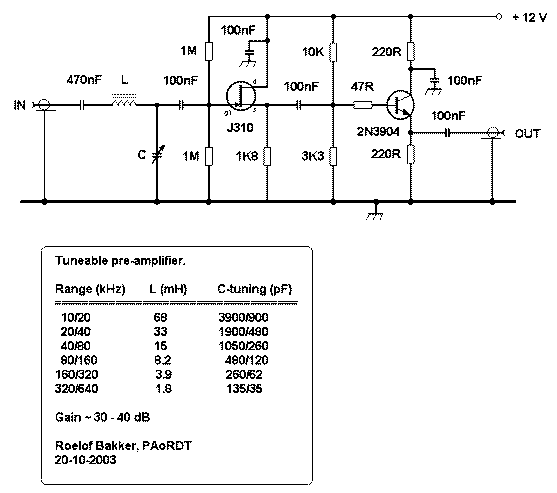 + 12 V
100nF
1M
10K
220R
470nF
L
100nF
d
100nF
47R
100nF
IN
g
s
100nF
J310
2N3904
OUT
C
1M
1K8
3K3
220R
Tuneable pre-amplifier.
Range (kHz) L (mH) C-tuning (pF)
10/20 68 3900/900
20/40 33 1900/490
40/80 15 1050/260
80/160 8.2 480/120
160/320 3.9 260/62
320/640 1.8 135/35
Gain ~ 30 - 40 dB
Roelof Bakker, PAoRDT
20-10-2003